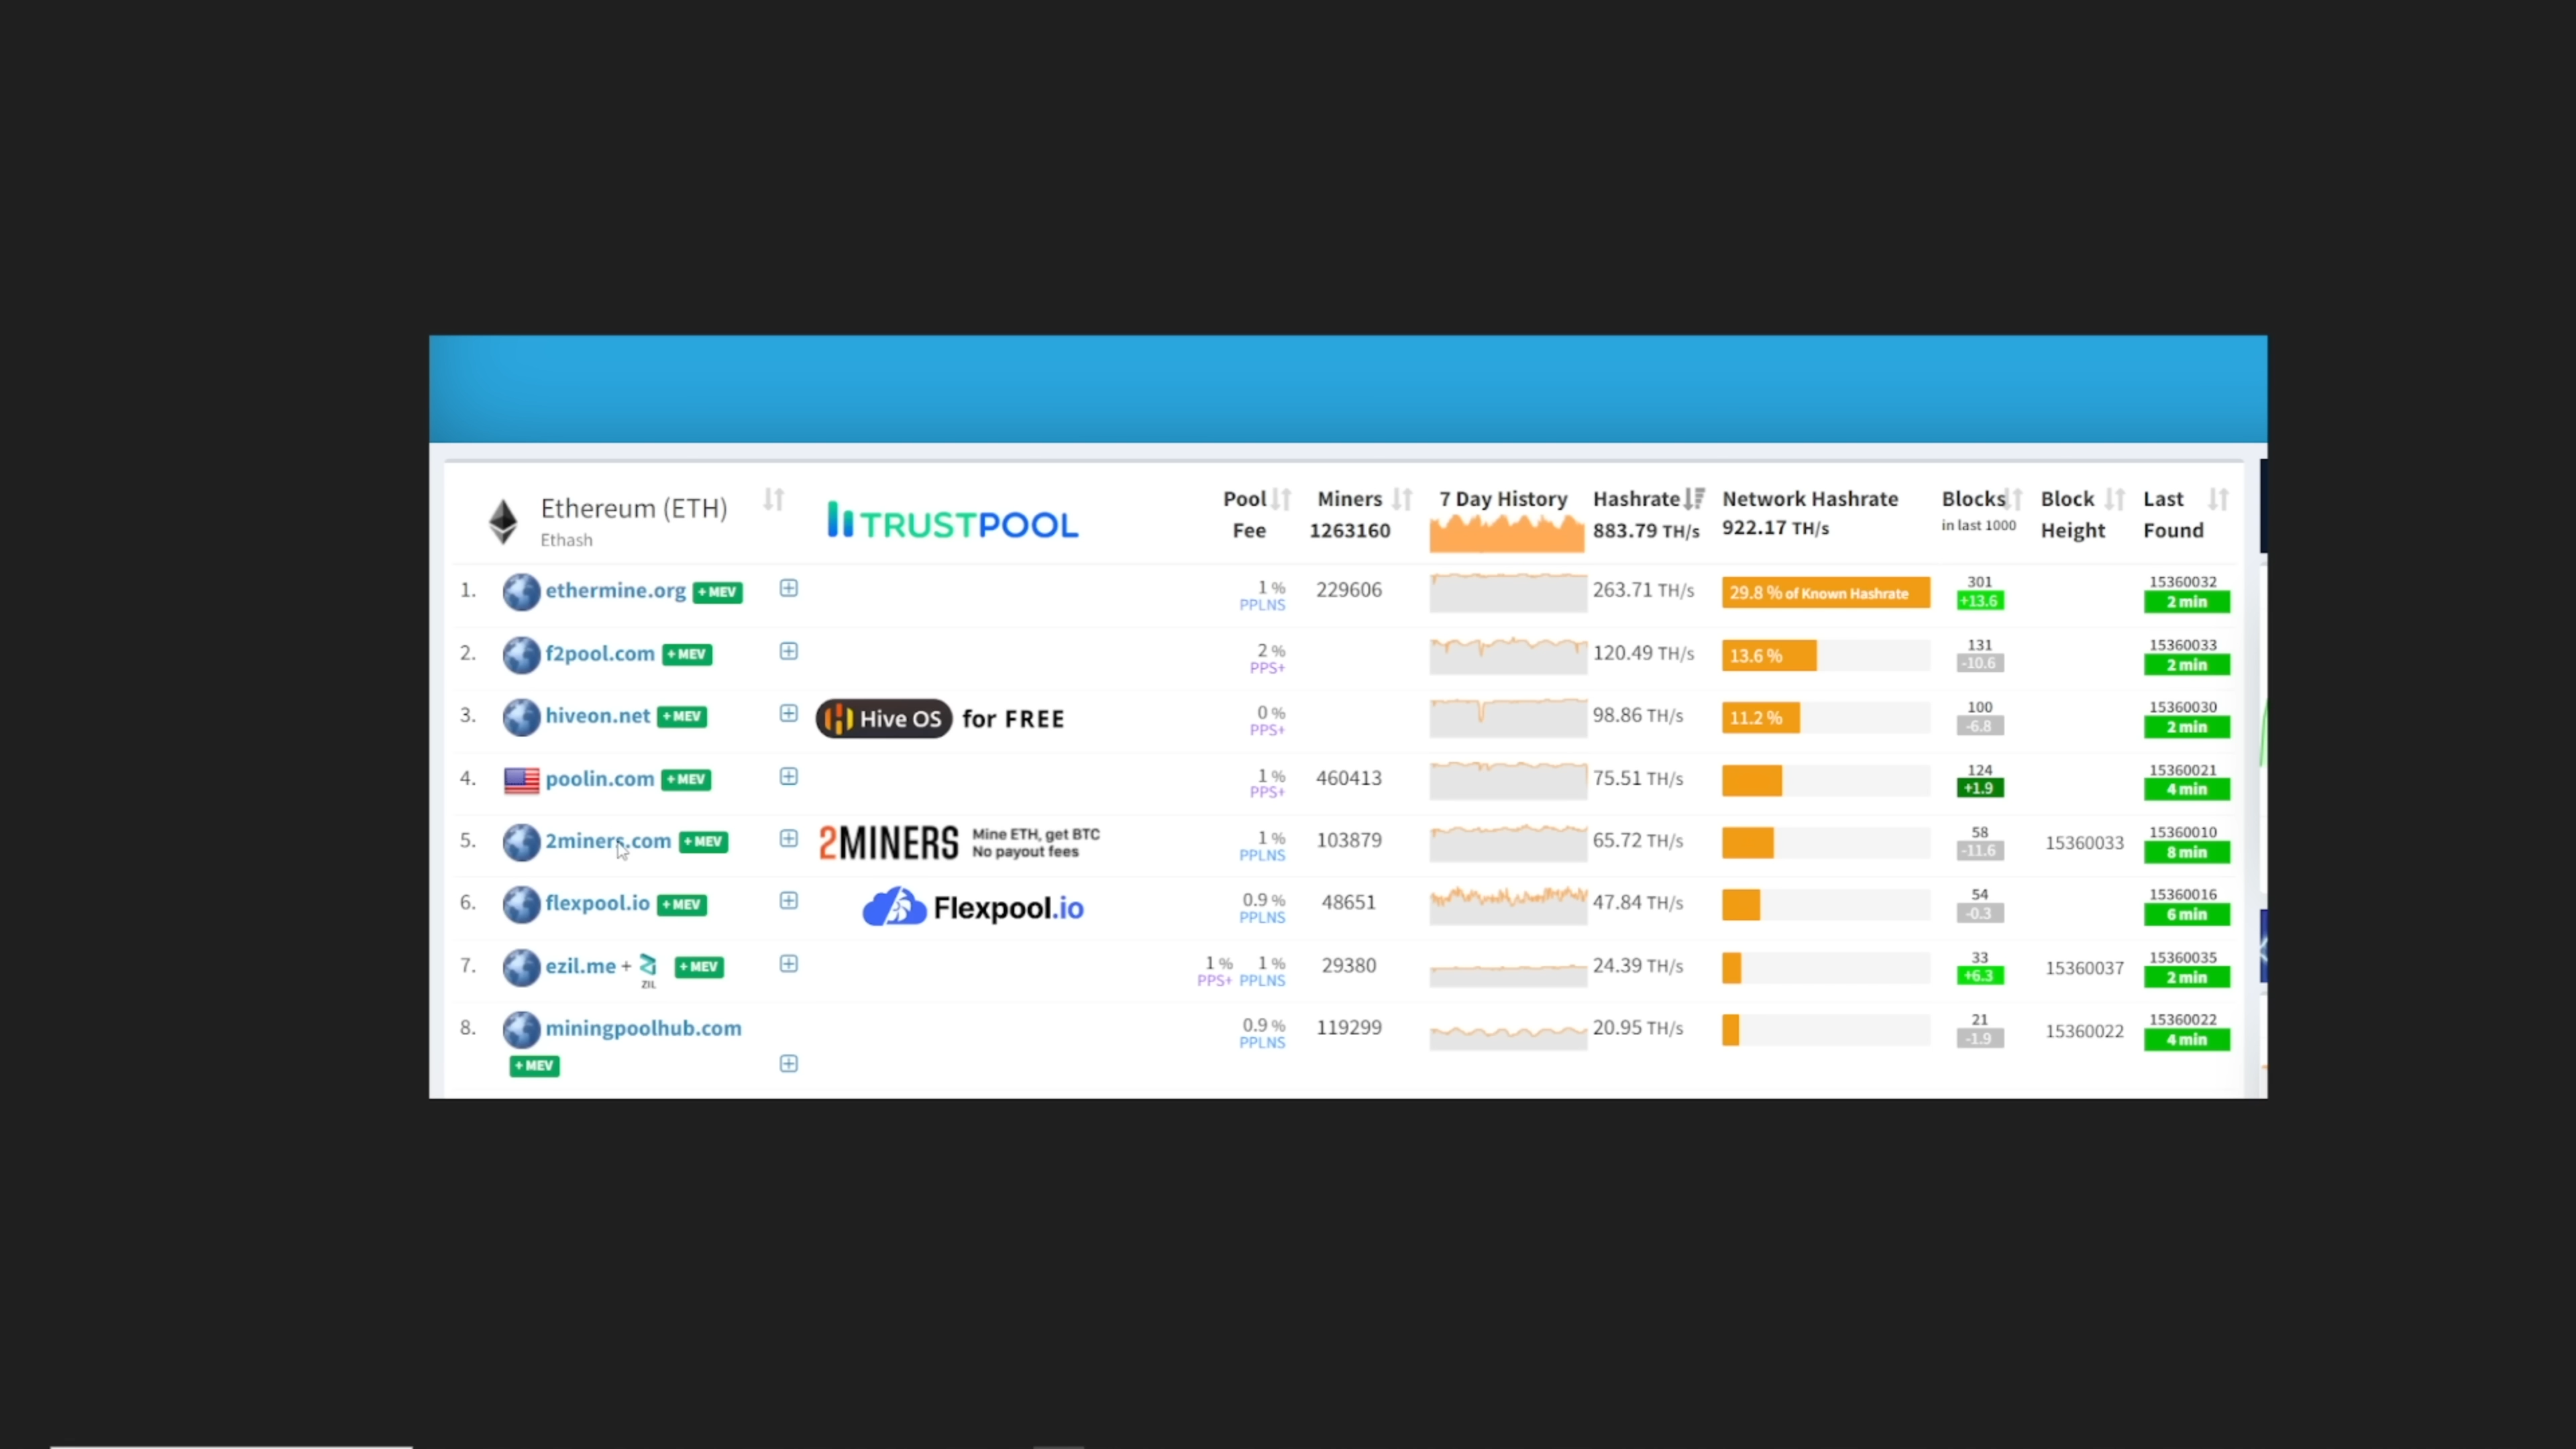 Ethereum (ETH)
Ethash
TRUSTPOOL
Pool Fee
Miners 1263160
7 Day History
Hashrate 883.79 TH/s
Network Hashrate 922.17 TH/s
Blocks in last 1000
Block Height
Last Found
1. ethermine.org +MEV 1 % PPLNS 229606 263.71 TH/s 29.8 % of Known Hashrate 301 +13.6 15360032 2 min
2. f2pool.com +MEV 2 % PPS+ 120.49 TH/s 13.6 % 131 -10.6 15360033 2 min
3. hiveon.net +MEV Hive OS for FREE 0 % PPS+ 98.86 TH/s 11.2 % 100 -6.8 15360030 2 min
4. poolin.com +MEV 1 % PPS+ 460413 75.51 TH/s 124 +1.9 15360021 4 min
5. 2miners.com +MEV 2MINERS Mine ETH, get BTC No payout fees 1 % PPLNS 103879 65.72 TH/s 58 -11.6 15360033 15360010 8 min
6. flexpool.io +MEV Flexpool.io 0.9 % PPLNS 48651 47.84 TH/s 54 -0.3 15360016 6 min
7. ezil.me + ZIL +MEV 1 % PPS+ 1 % PPLNS 29380 24.39 TH/s 33 +6.3 15360037 15360035 2 min
8. miningpoolhub.com +MEV 0.9 % PPLNS 119299 20.95 TH/s 21 -1.9 15360022 15360022 4 min